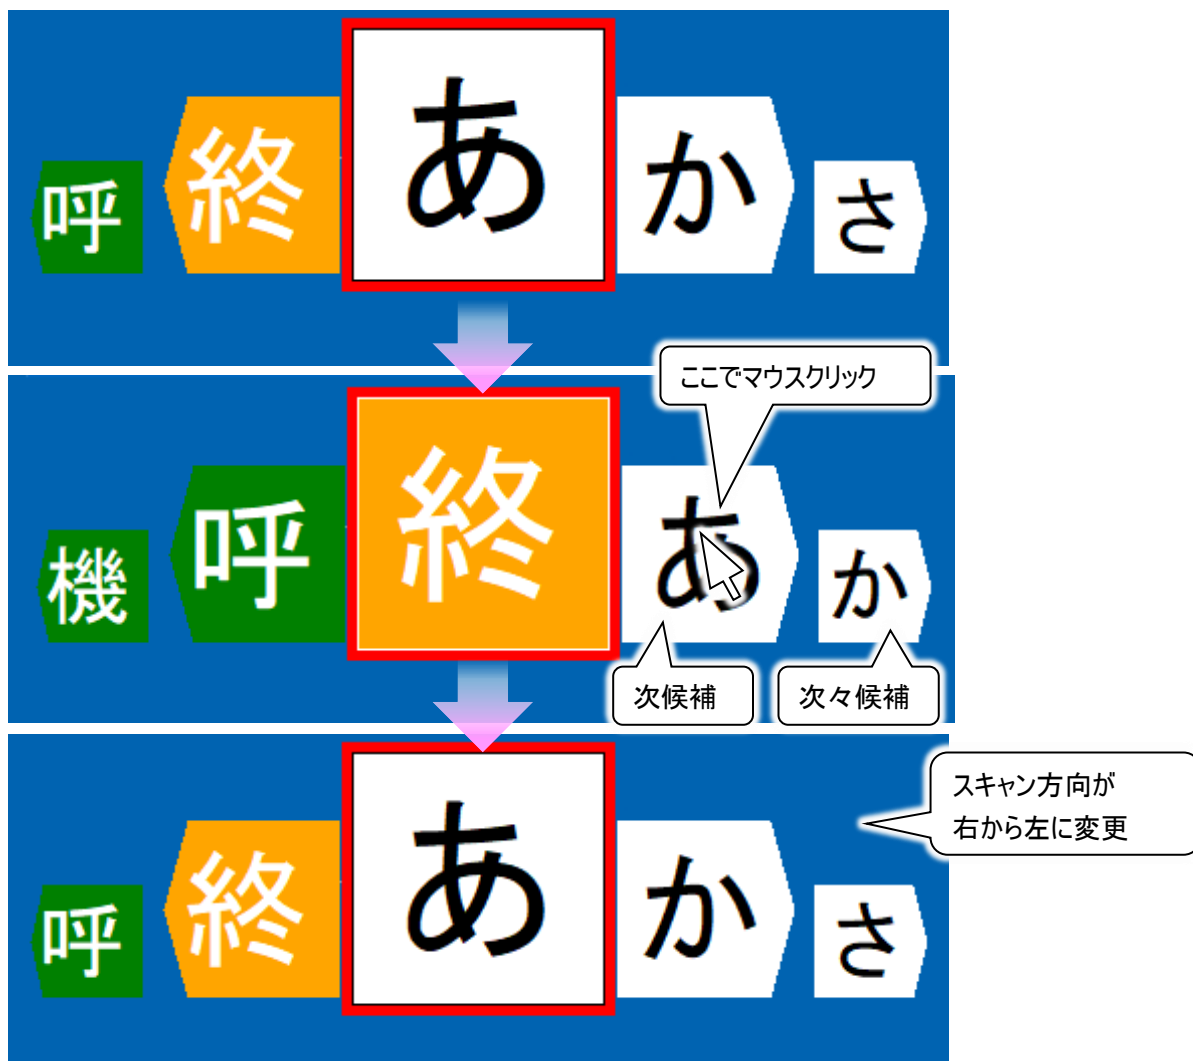 呼 終 あ か さ
ここでマウスクリック
機 呼 終 あ か
次候補 次々候補
スキャン方向が
右から左に変更
呼 終 あ か さ